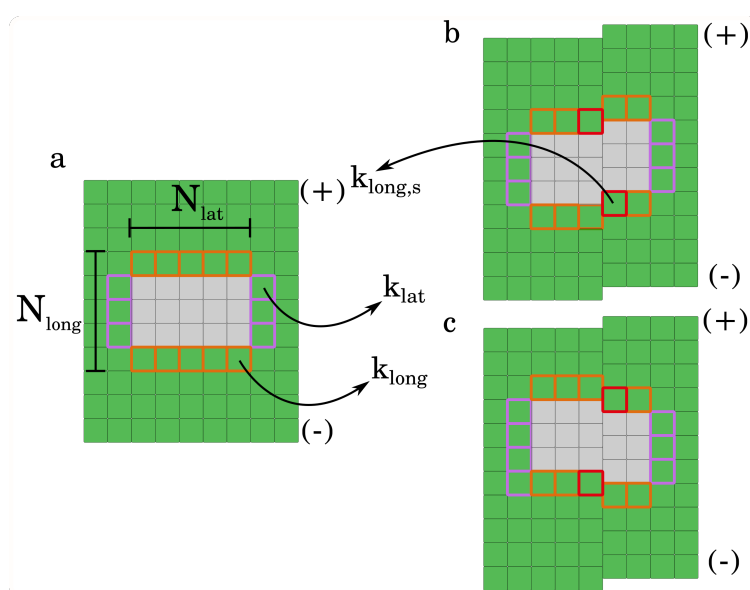 a
(+)
N lat
N long
k lat
k long
(-)
b
(+)
k long,s
(-)
c
(+)
(-)